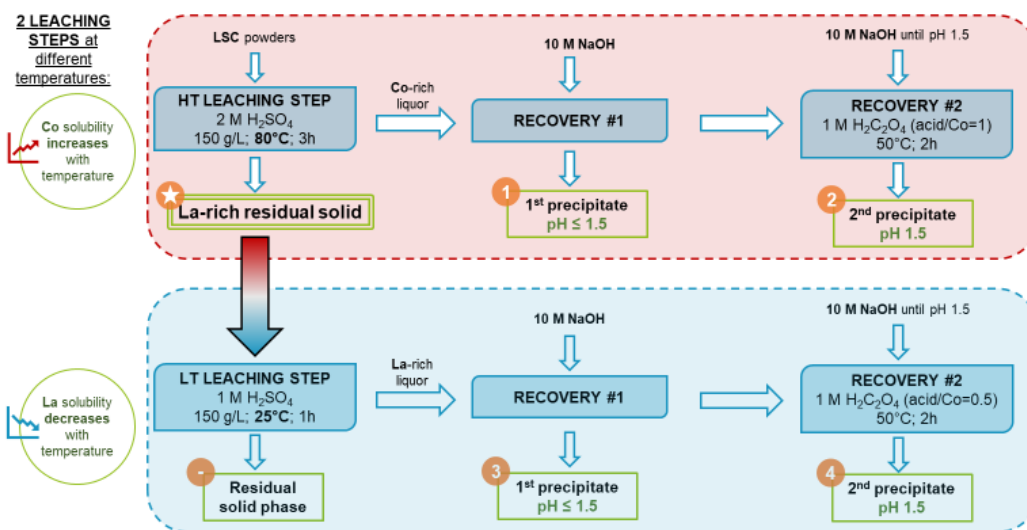 2 LEACHING
STEPS at
different
temperatures:
Co solubility
increases
with
temperature
LSC powders
HT LEACHING STEP
2 M H₂SO₄
150 g/L; 80°C; 3h
La-rich residual solid
Co-rich
liquor
10 M NaOH
RECOVERY #1
1
1st precipitate
pH ≤ 1.5
10 M NaOH until pH 1.5
RECOVERY #2
1 M H₂C₂O₄ (acid/Co=1)
50°C; 2h
2
2nd precipitate
pH 1.5
La solubility
decreases
with
temperature
LT LEACHING STEP
1 M H₂SO₄
150 g/L; 25°C; 1h
-
Residual
solid phase
La-rich
liquor
10 M NaOH
RECOVERY #1
3
1st precipitate
pH ≤ 1.5
10 M NaOH until pH 1.5
RECOVERY #2
1 M H₂C₂O₄ (acid/Co=0.5)
50°C; 2h
4
2nd precipitate
pH 1.5